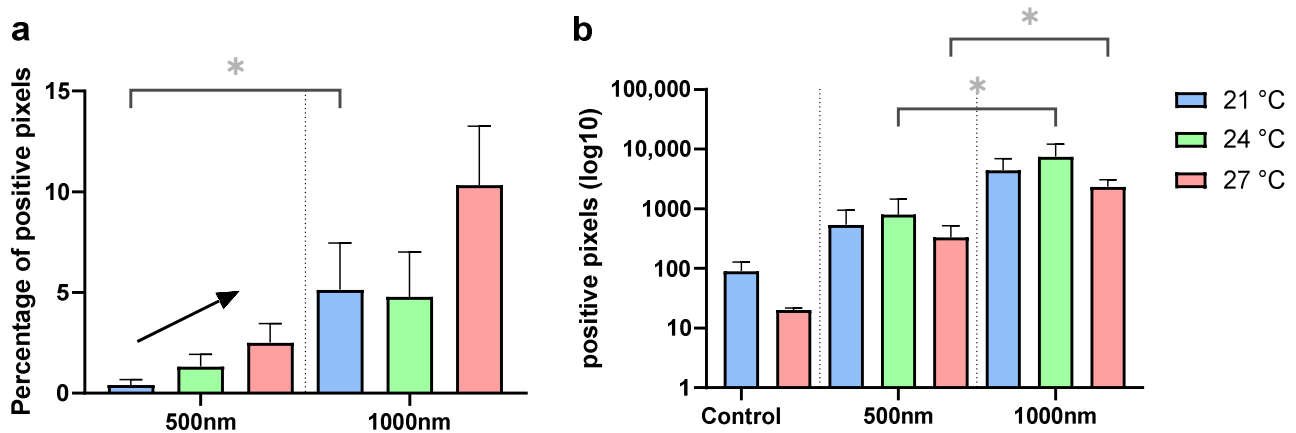 a
Percentage of positive pixels
15
10
5
0
*
500nm
1000nm
b
positive pixels (log10)
100,000
10,000
1000
100
10
1
*
*
Control
500nm
1000nm
21 °C
24 °C
27 °C